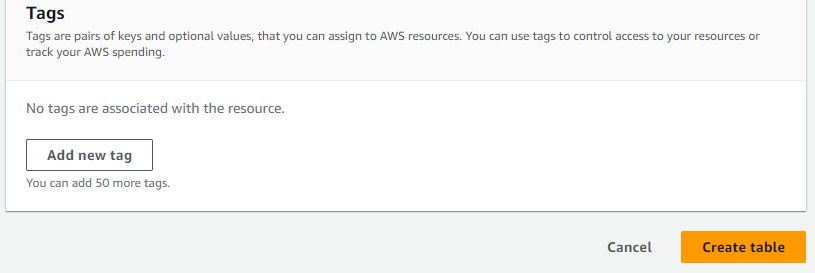 Tags
Tags are pairs of keys and optional values, that you can assign to AWS resources. You can use tags to control access to your resources or
track your AWS spending.
No tags are associated with the resource.
Add new tag
You can add 50 more tags.
Cancel
Create table